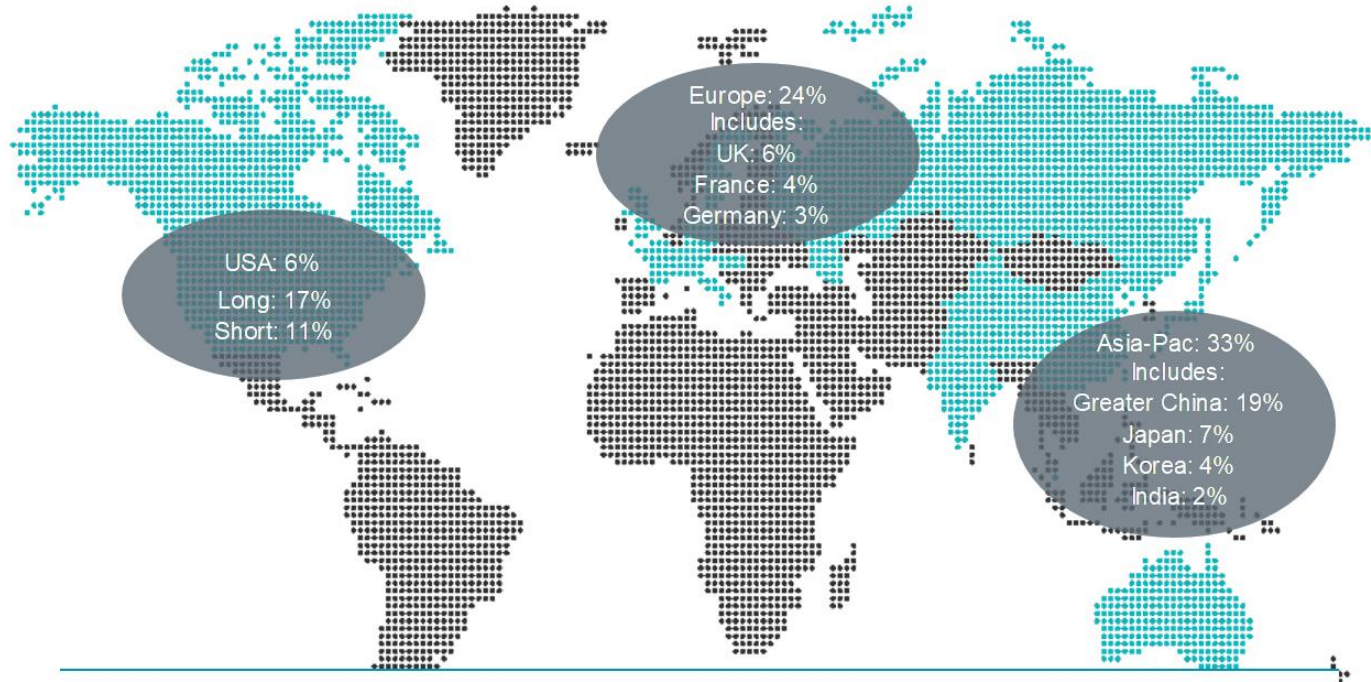 USA: 6%
Long: 17%
Short: 11%
Europe: 24%
Includes:
UK: 6%
France: 4%
Germany: 3%
Asia-Pac: 33%
Includes:
Greater China: 19%
Japan: 7%
Korea: 4%
India: 2%